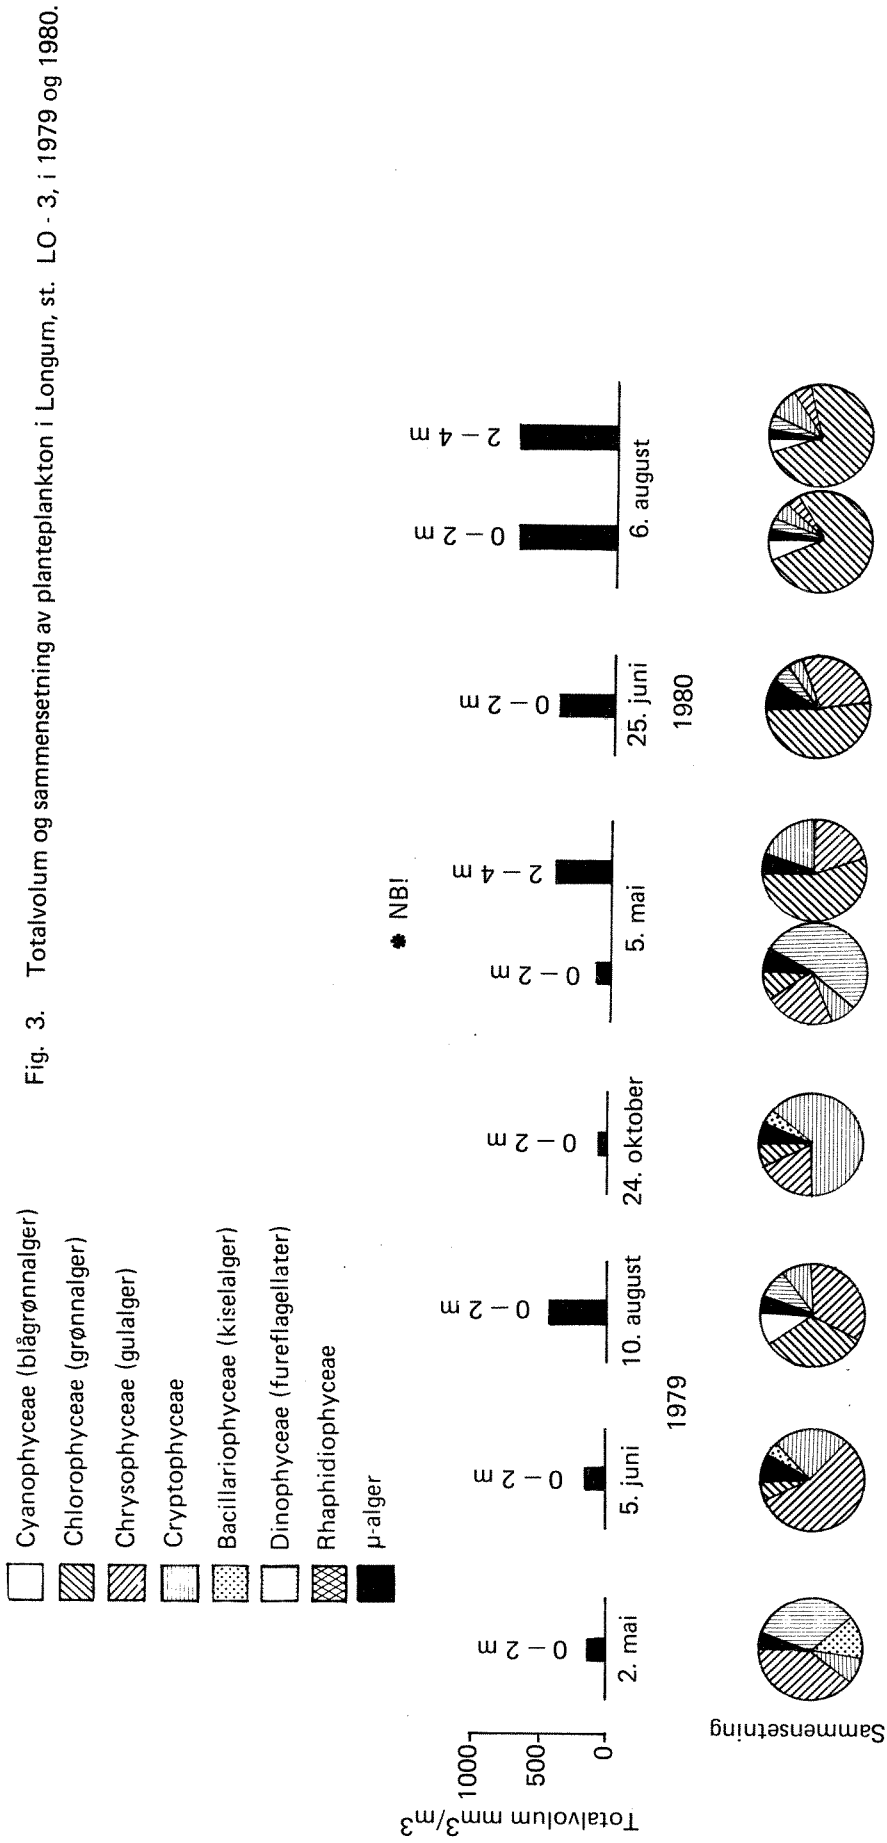 Cyanophyceae (blågrønnalger)
Chlorophyceae (grønnalger)
Chrysophyceae (gulalger)
Cryptophyceae
Bacillariophyceae (kiselalger)
Dinophyceae (fureflagellater)
Rhaphidiophyceae
µ-alger
Fig. 3. Totalvolum og sammensetning av planteplankton i Longum, st. LO - 3, i 1979 og 1980.
* NB!
Totalvolum mm³/m³
1000
500
0
0 – 2 m
0 – 2 m
0 – 2 m
0 – 2 m
0 – 2 m
2 – 4 m
0 – 2 m
0 – 2 m
2 – 4 m
2. mai
5. juni
10. august
24. oktober
5. mai
25. juni
6. august
1979
1980
Sammensetning